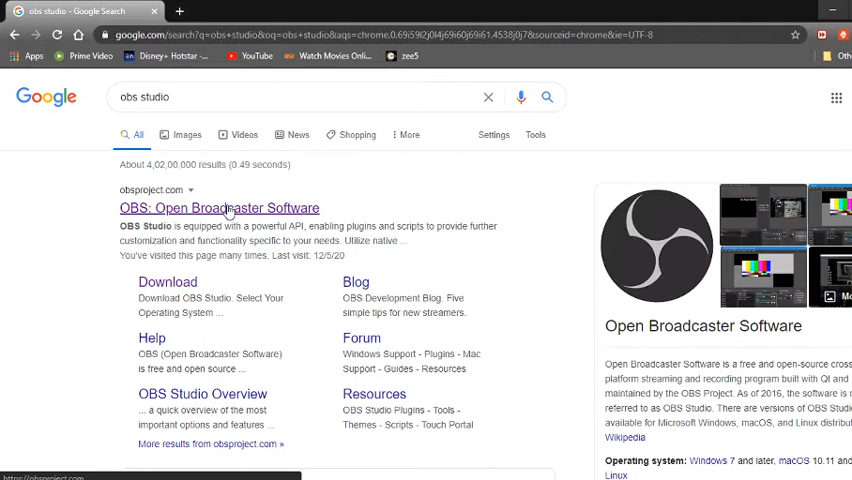 obs studio - Google Search
google.com/search?q=obs+studio&oq=obs+studio&aqs=chrome.0.69i59l2j0l4j69i60j69i61.4538j0j7&sourceid=chrome&ie=UTF-8
Apps Prime Video Disney+ Hotstar -... YouTube Watch Movies Onli... zee5 Othe
Google obs studio
All Images Videos News Shopping More Settings Tools
About 4,02,00,000 results (0.49 seconds)
obsproject.com
OBS: Open Broadcaster Software
OBS Studio is equipped with a powerful API, enabling plugins and scripts to provide further
customization and functionality specific to your needs. Utilize native ...
You've visited this page many times. Last visit: 12/5/20
Download
Download OBS Studio. Select Your
Operating System ...
Blog
OBS Development Blog. Five
simple tips for new streamers.
Help
OBS (Open Broadcaster Software)
is free and open source ...
Forum
Windows Support - Plugins - Mac
Support - Guides - Resources
OBS Studio Overview
... a quick overview of the most
important options and features ...
Resources
OBS Studio Plugins - Tools -
Themes - Scripts - Touch Portal
More results from obsproject.com »
Mo
Open Broadcaster Software
Open Broadcaster Software is a free and open-source cross
platform streaming and recording program built with Qt and
maintained by the OBS Project. As of 2016, the software is n
referred to as OBS Studio. There are versions of OBS Studi
available for Microsoft Windows, macOS, and Linux distribut
Wikipedia
Operating system: Windows 7 and later, macOS 10.11 and
Linux
https://obsproject.com